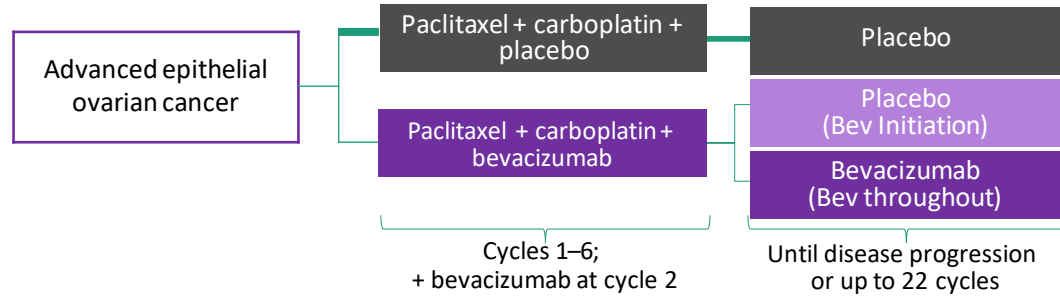 Advanced epithelial
ovarian cancer
Paclitaxel + carboplatin +
placebo
Placebo
Paclitaxel + carboplatin +
bevacizumab
Placebo
(Bev Initiation)
Bevacizumab
(Bev throughout)
Cycles 1–6;
+ bevacizumab at cycle 2
Until disease progression
or up to 22 cycles